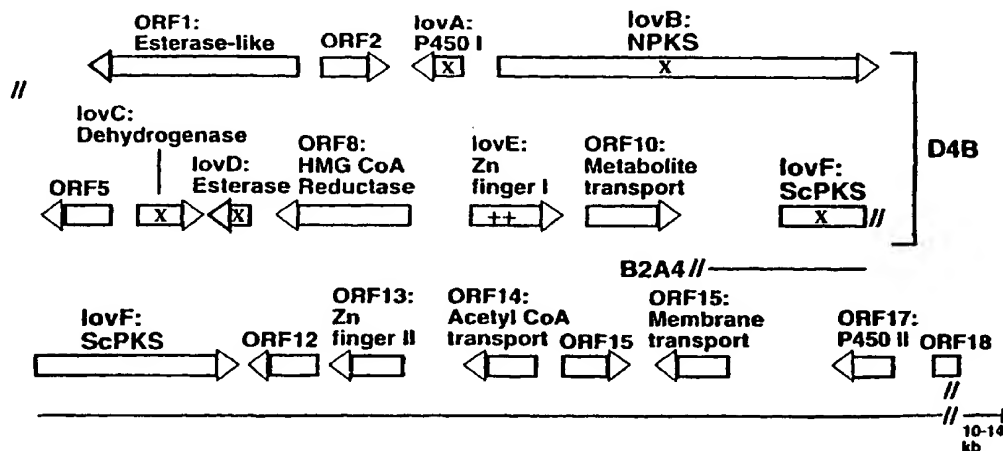 ORF1:
Esterase-like
ORF2
lovA:
P450 I
X
lovB:
NPKS
X
//
lovC:
Dehydrogenase
ORF5
X
lovD:
Esterase
X
ORF8:
HMG CoA
Reductase
lovE:
Zn
finger I
++
ORF10:
Metabolite
transport
lovF:
ScPKS
X
//
D4B
B2A4 //
lovF:
ScPKS
ORF12
ORF13:
Zn
finger II
ORF14:
Acetyl CoA
transport
ORF15
ORF15:
Membrane
transport
ORF17:
P450 II
ORF18
//
//
10-14
kb